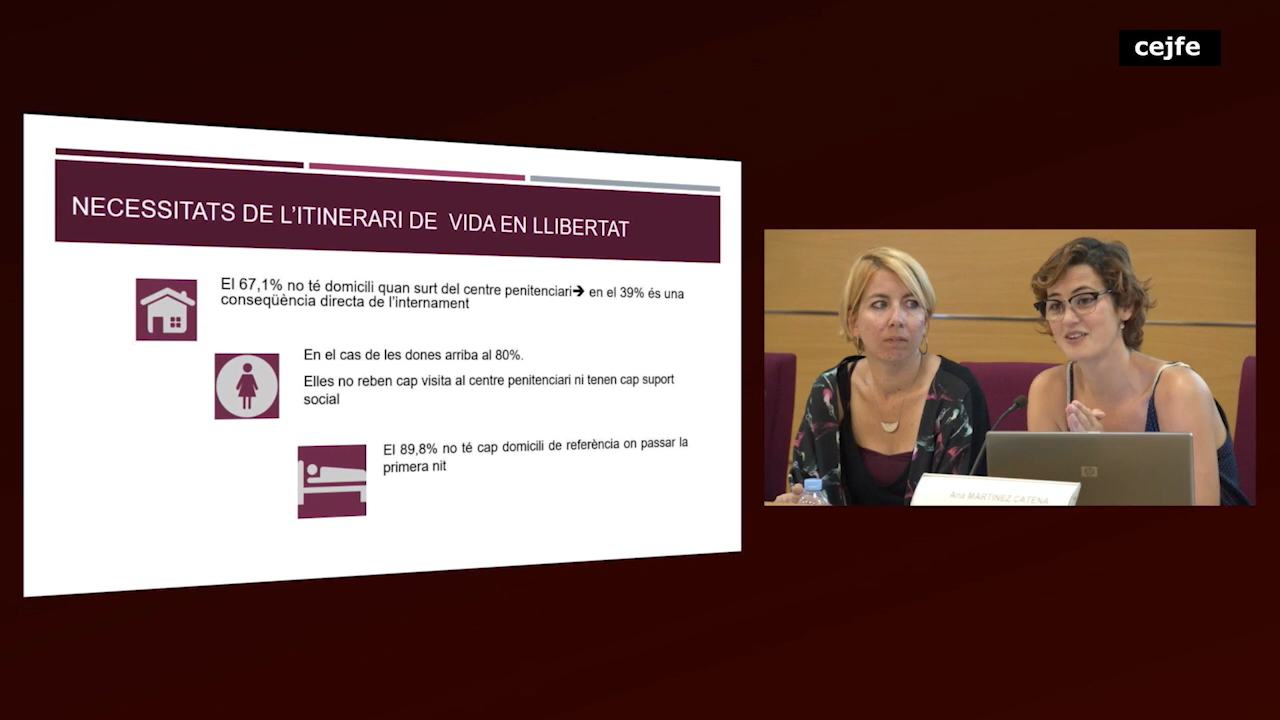 cejfe
NECESSITATS DE L'ITINERARI DE VIDA EN LLIBERTAT
El 67,1% no té domicili quan surt del centre penitenciari➔ en el 39% és una
conseqüència directa de l'internament
En el cas de les dones arriba al 80%.
Elles no reben cap visita al centre penitenciari ni tenen cap suport
social
El 89,8% no té cap domicili de referència on passar la
primera nit
Ana MARTINEZ CATENA
hp